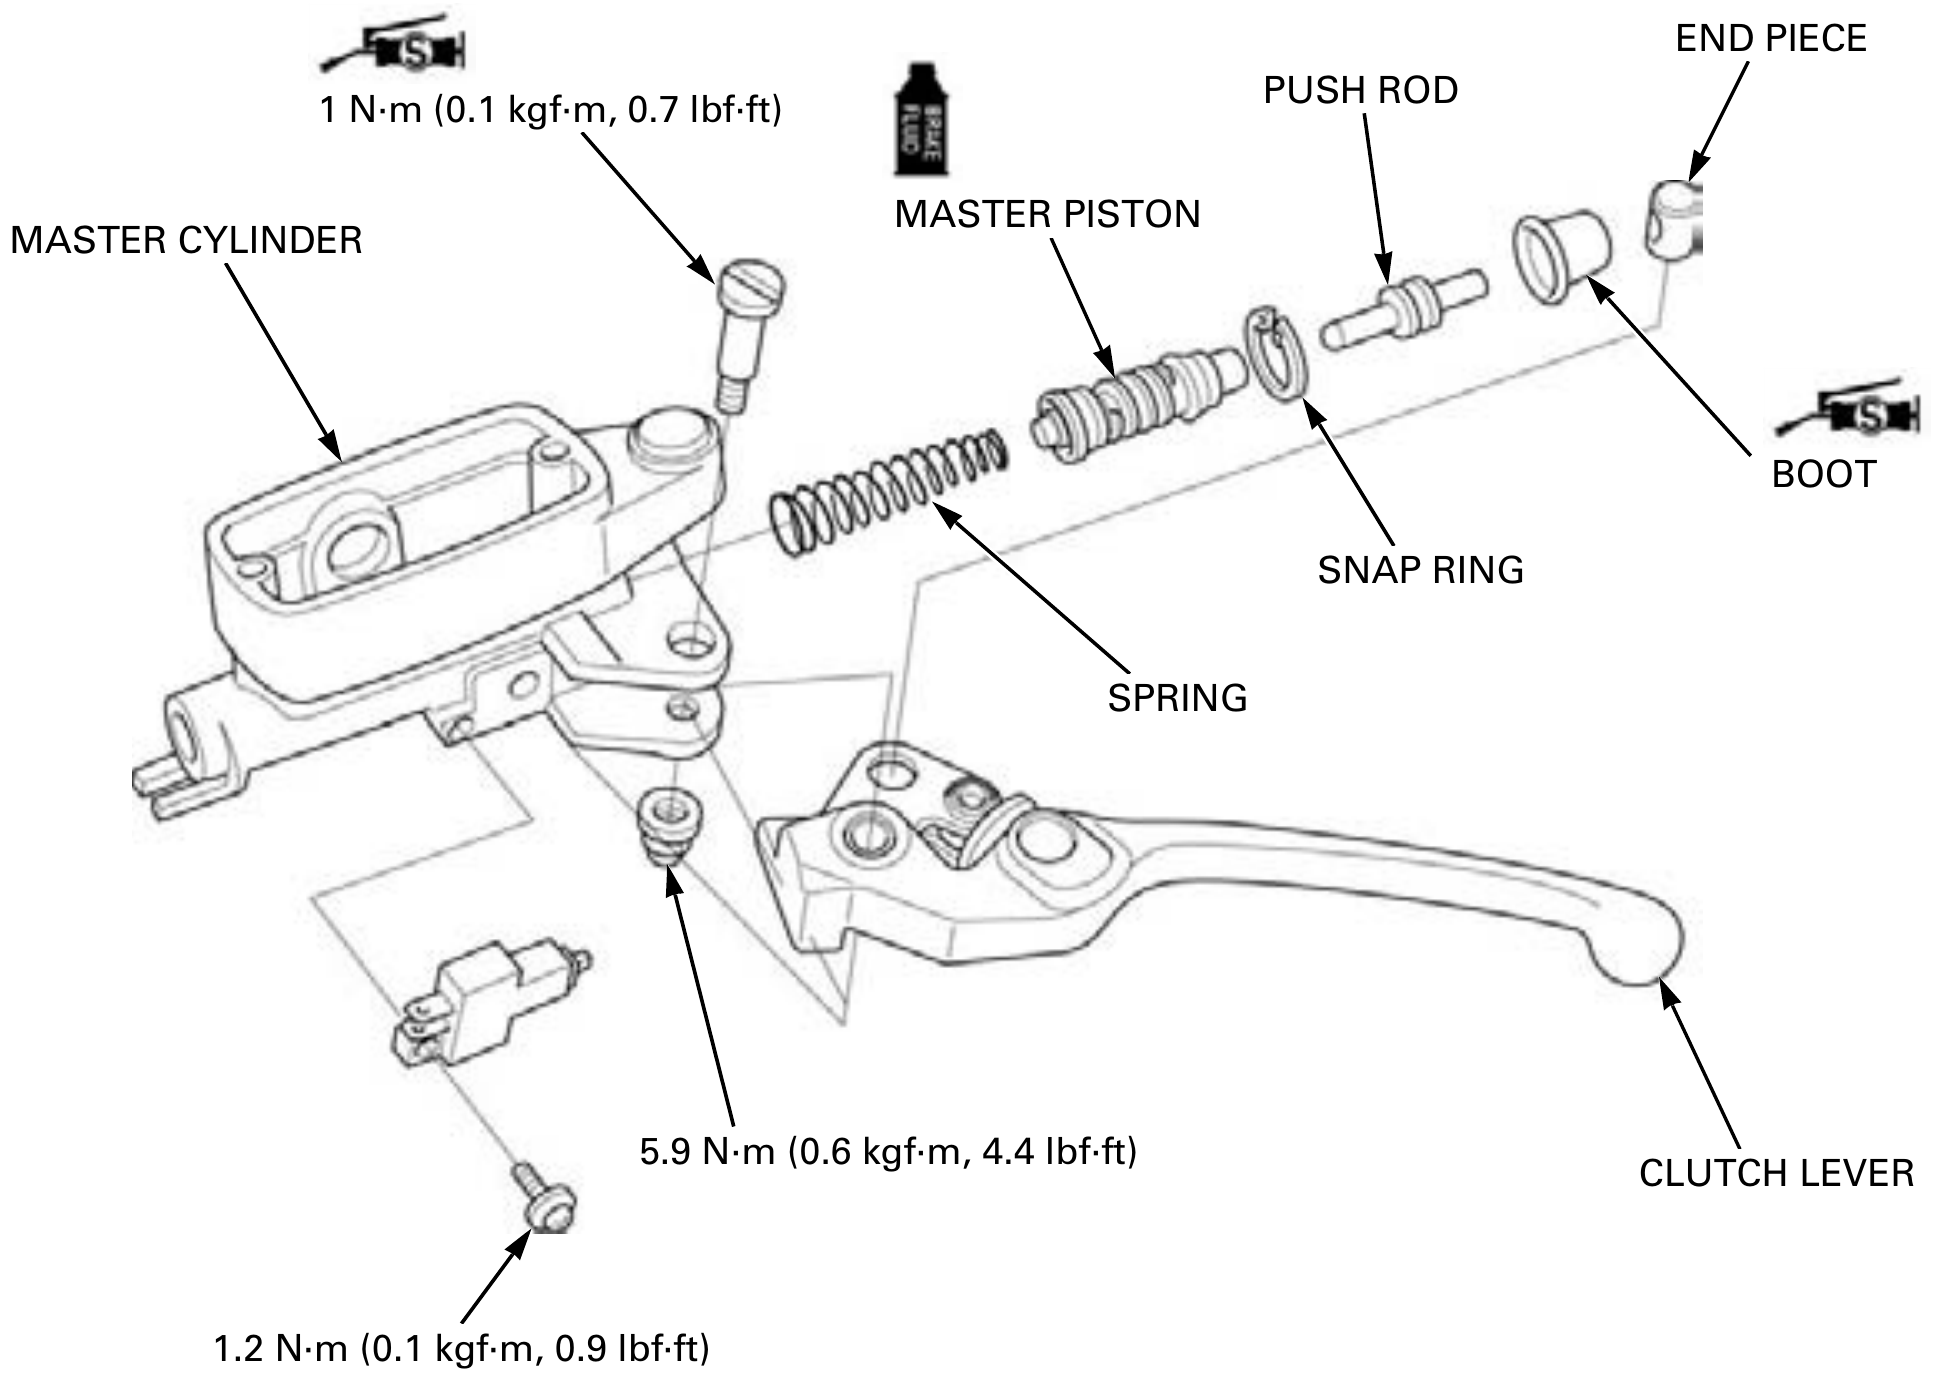 END PIECE
S
PUSH ROD
1 N·m (0.1 kgf·m, 0.7 lbf·ft)
BRAKE
FLUID
MASTER PISTON
MASTER CYLINDER
S
BOOT
SNAP RING
SPRING
5.9 N·m (0.6 kgf·m, 4.4 lbf·ft)
CLUTCH LEVER
1.2 N·m (0.1 kgf·m, 0.9 lbf·ft)